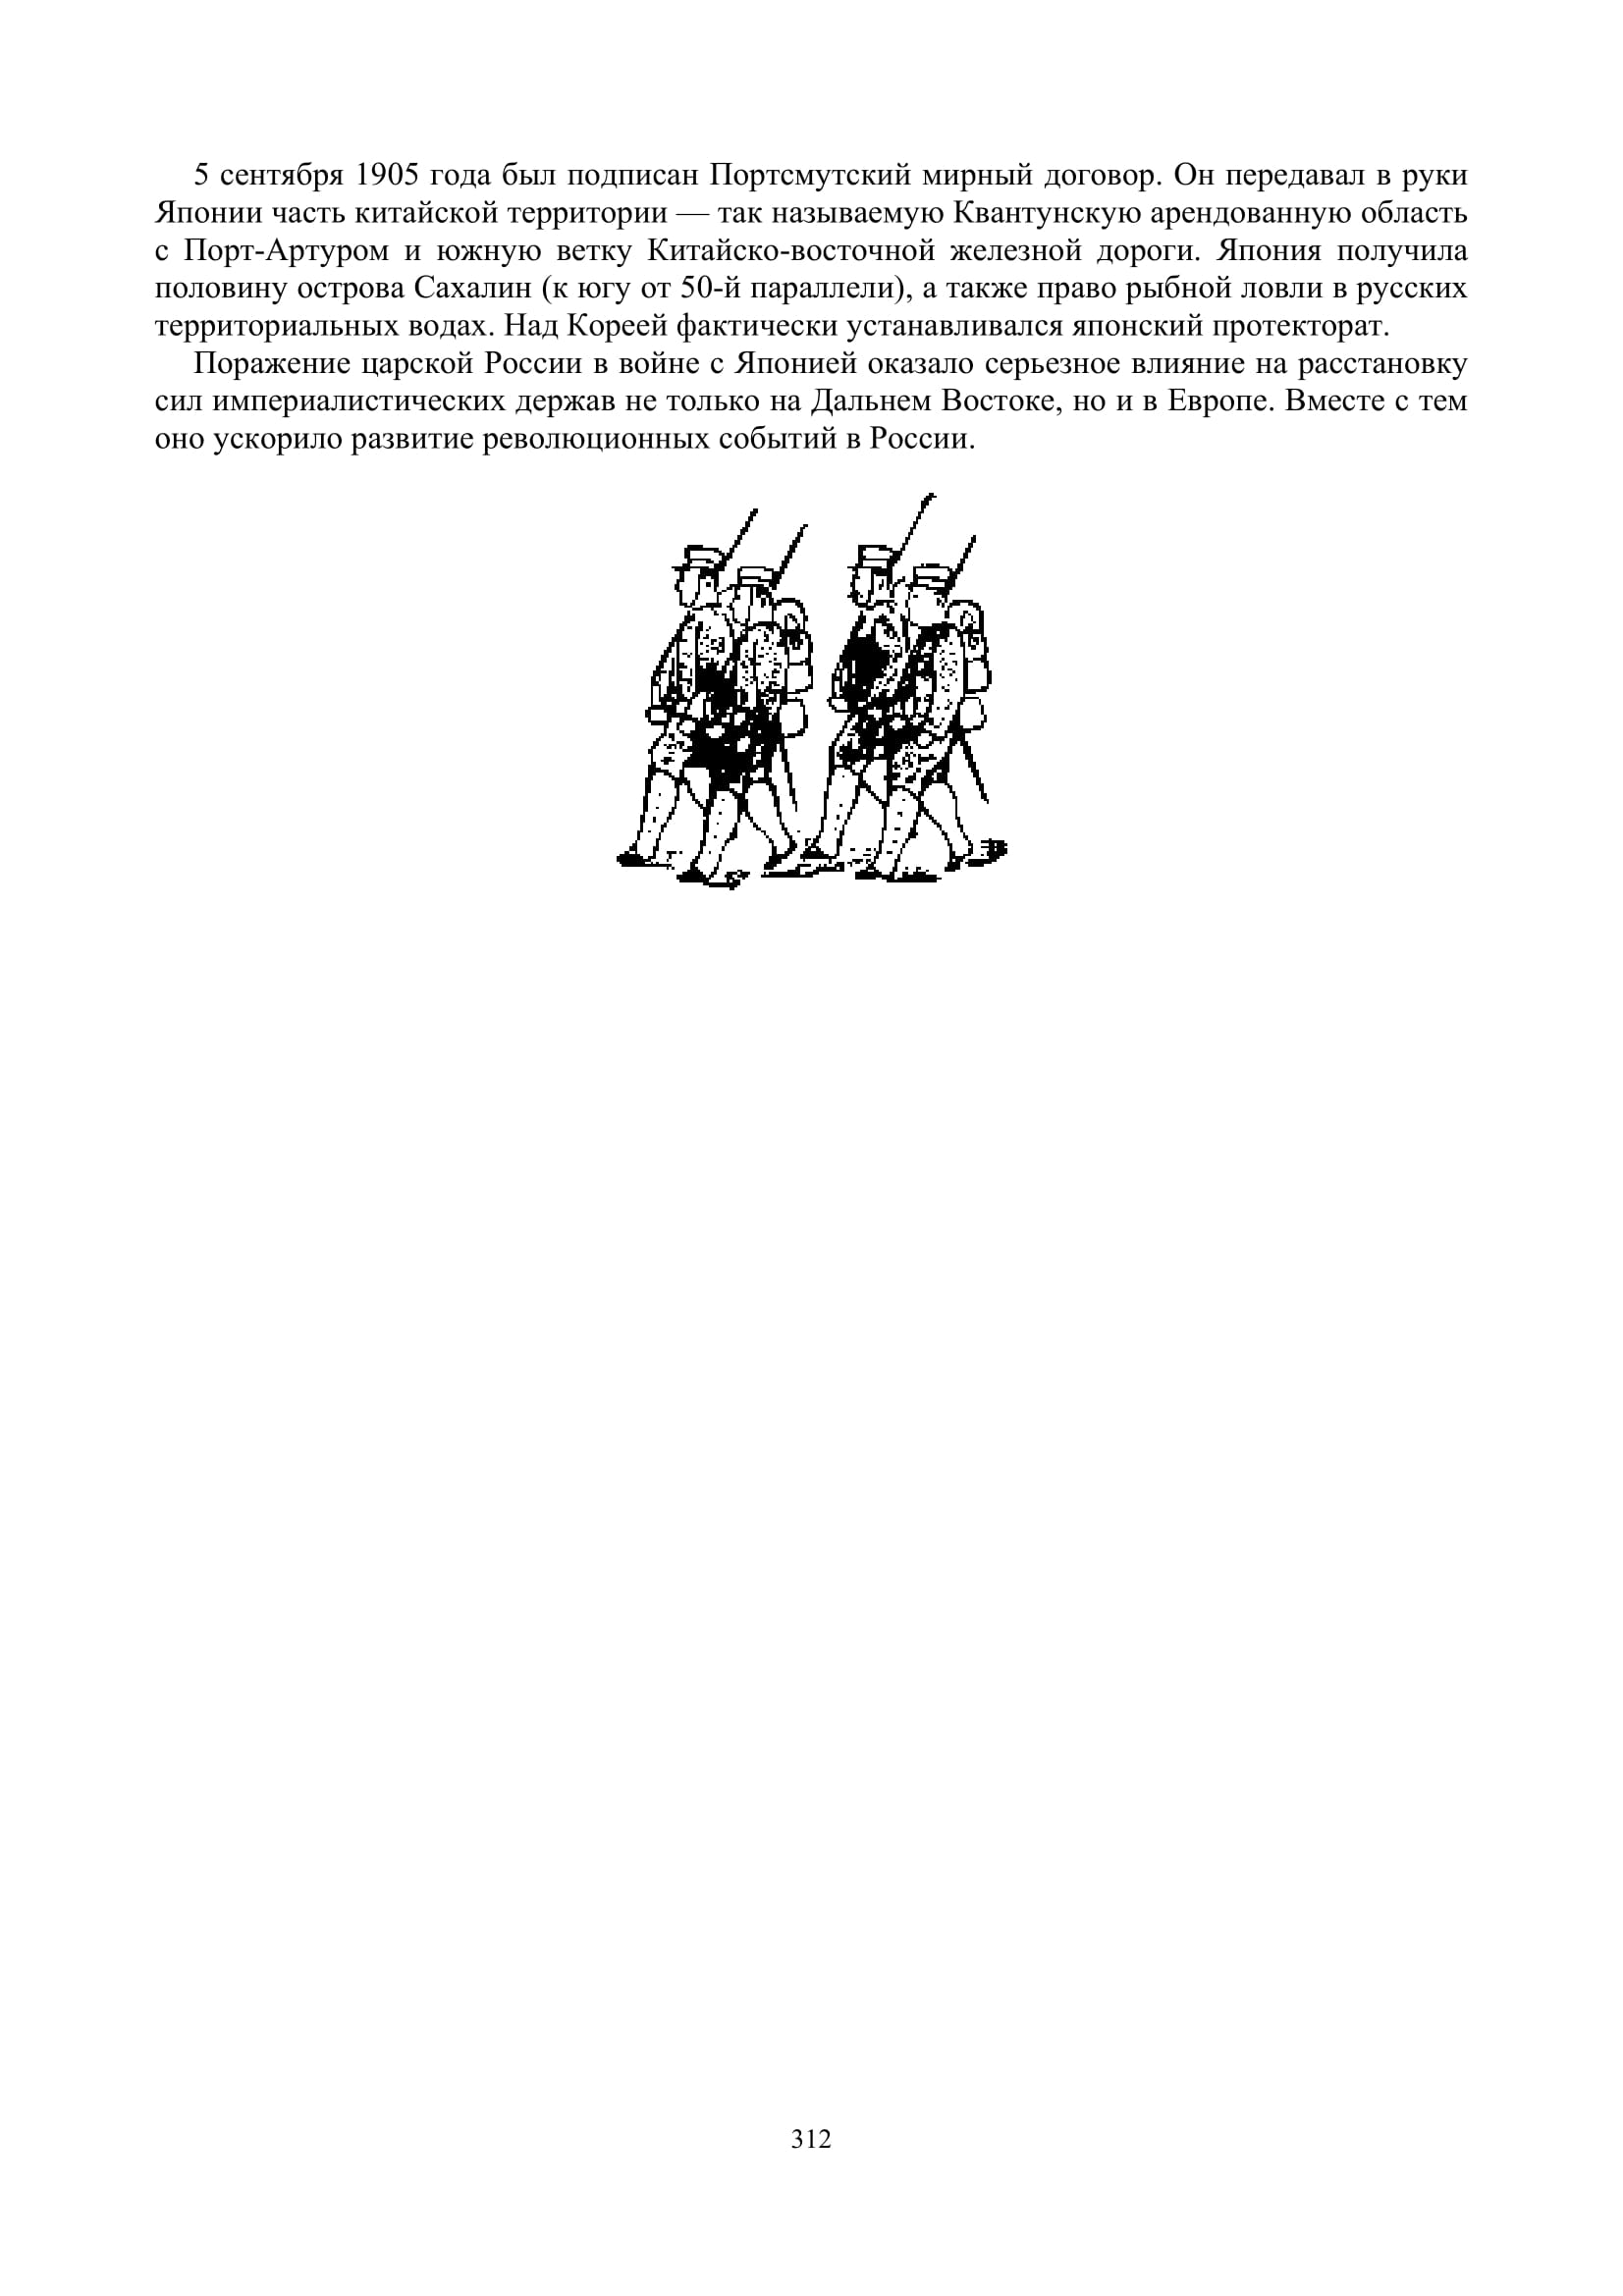 5 сентября 1905 года был подписан Портсмутский мирный договор. Он передавал в руки
Японии часть китайской территории — так называемую Квантунскую арендованную область
с Порт-Артуром и южную ветку Китайско-восточной железной дороги. Япония получила
половину острова Сахалин (к югу от 50-й параллели), а также право рыбной ловли в русских
территориальных водах. Над Кореей фактически устанавливался японский протекторат.
Поражение царской России в войне с Японией оказало серьезное влияние на расстановку
сил империалистических держав не только на Дальнем Востоке, но и в Европе. Вместе с тем
оно ускорило развитие революционных событий в России.
312